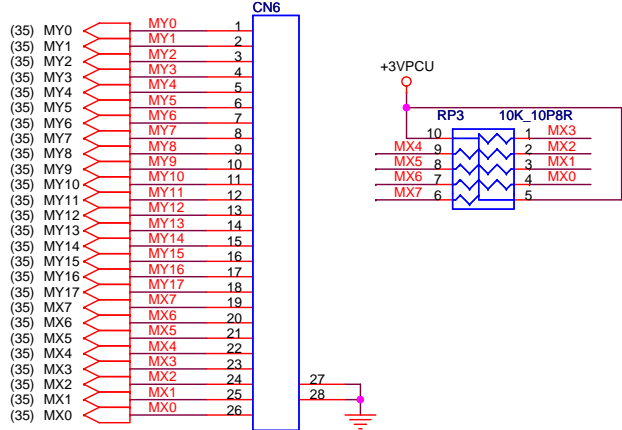 CN6
(35) MY0 MY0 1
(35) MY1 MY1 2
(35) MY2 MY2 3
(35) MY3 MY3 4
(35) MY4 MY4 5
(35) MY5 MY5 6
(35) MY6 MY6 7
(35) MY7 MY7 8
(35) MY8 MY8 9
(35) MY9 MY9 10
(35) MY10 MY10 11
(35) MY11 MY11 12
(35) MY12 MY12 13
(35) MY13 MY13 14
(35) MY14 MY14 15
(35) MY15 MY15 16
(35) MY16 MY16 17
(35) MY17 MY17 18
(35) MX7 MX7 19
(35) MX6 MX6 20
(35) MX5 MX5 21
(35) MX4 MX4 22
(35) MX3 MX3 23
(35) MX2 MX2 24
(35) MX1 MX1 25
(35) MX0 MX0 26
27
28
+3VPCU
RP3 10K_10P8R
10 1 MX3
MX4 9 2 MX2
MX5 8 3 MX1
MX6 7 4 MX0
MX7 6 5